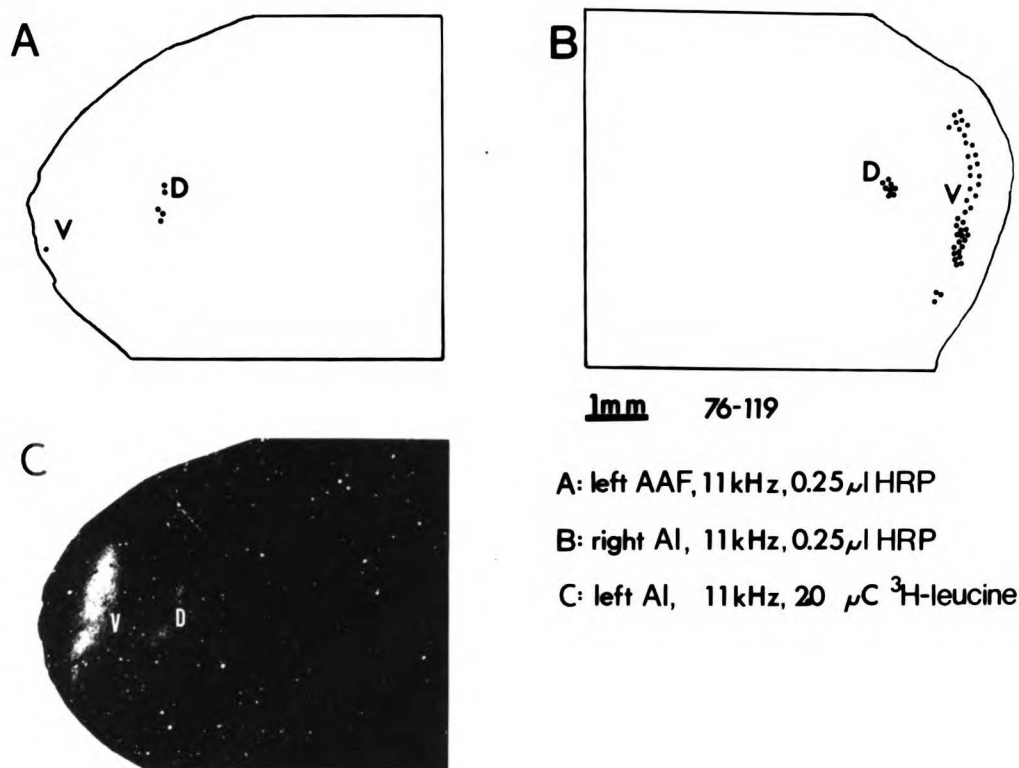 A
B
D
V
D
V
1mm 76-119
C
V D
A: left AAF, 11kHz, 0.25µl HRP
B: right AI, 11kHz, 0.25µl HRP
C: left AI, 11kHz, 20 µC ³H-leucine